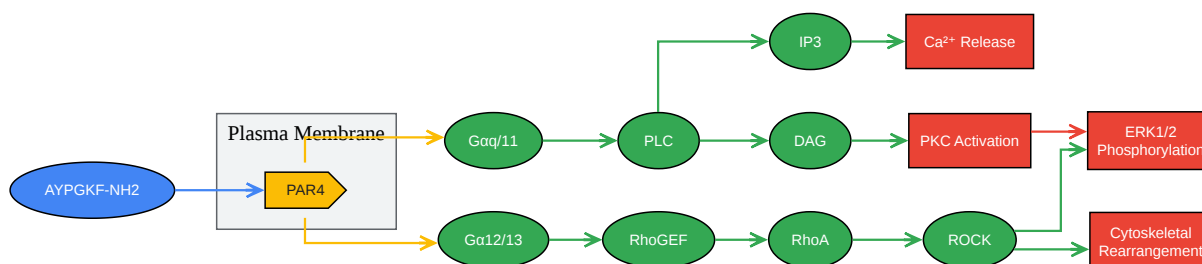 IP3
Ca²⁺ Release
Plasma Membrane
Gαq/11
PLC
DAG
PKC Activation
ERK1/2
Phosphorylation
AYPGKF-NH2
PAR4
Gα12/13
RhoGEF
RhoA
ROCK
Cytoskeletal
Rearrangement